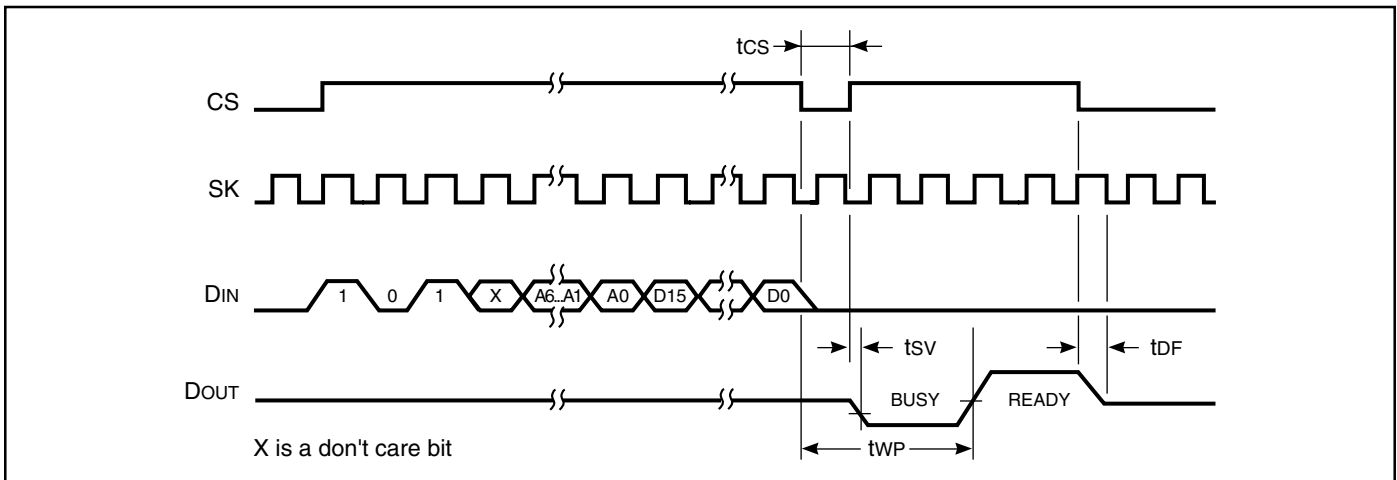 tCS
CS
SK
DIN 1 0 1 X A6...A1 A0 D15 D0
tSV tDF
DOUT BUSY READY
X is a don't care bit tWP